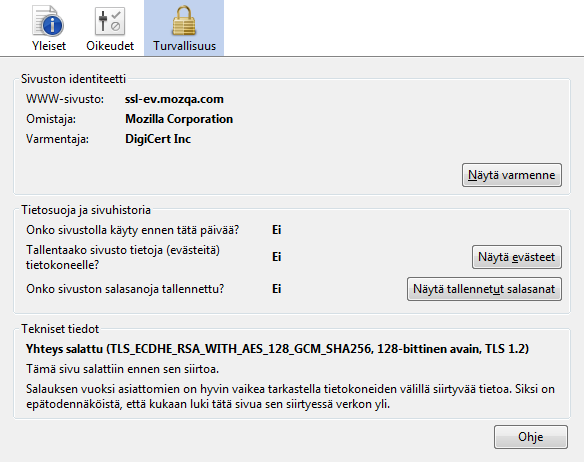 Yleiset Oikeudet Turvallisuus
Sivuston identiteetti
WWW-sivusto: ssl-ev.mozqa.com
Omistaja: Mozilla Corporation
Varmentaja: DigiCert Inc
Näytä varmenne
Tietosuoja ja sivuhistoria
Onko sivustolla käyty ennen tätä päivää? Ei
Tallentaako sivusto tietoja (evästeitä)
tietokoneelle? Ei Näytä evästeet
Onko sivuston salasanoja tallennettu? Ei Näytä tallennetut salasanat
Tekniset tiedot
Yhteys salattu (TLS_ECDHE_RSA_WITH_AES_128_GCM_SHA256, 128-bittinen avain, TLS 1.2)
Tämä sivu salattiin ennen sen siirtoa.
Salauksen vuoksi asiattomien on hyvin vaikea tarkastella tietokoneiden välillä siirtyvää tietoa. Siksi on
epätodennäköistä, että kukaan luki tätä sivua sen siirtyessä verkon yli.
Ohje